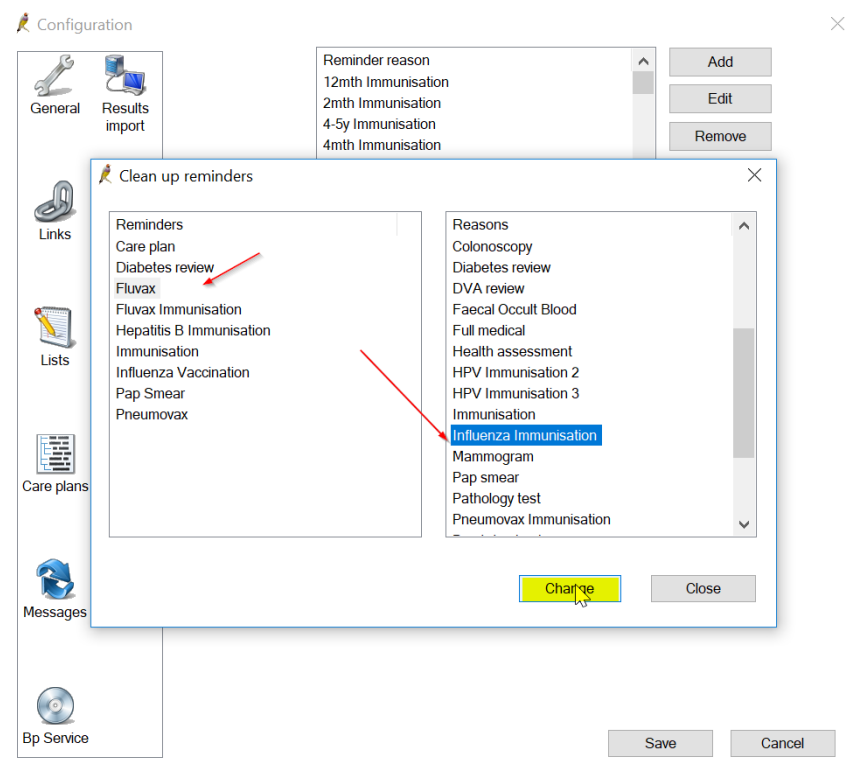 Configuration
General
Results
import
Links
Lists
Care plans
Messages
Bp Service
Reminder reason
12mth Immunisation
2mth Immunisation
4-5y Immunisation
4mth Immunisation
Add
Edit
Remove
Clean up reminders
Reminders
Care plan
Diabetes review
Fluvax
Fluvax Immunisation
Hepatitis B Immunisation
Immunisation
Influenza Vaccination
Pap Smear
Pneumovax
Reasons
Colonoscopy
Diabetes review
DVA review
Faecal Occult Blood
Full medical
Health assessment
HPV Immunisation 2
HPV Immunisation 3
Immunisation
Influenza Immunisation
Mammogram
Pap smear
Pathology test
Pneumovax Immunisation
Change
Close
Save
Cancel